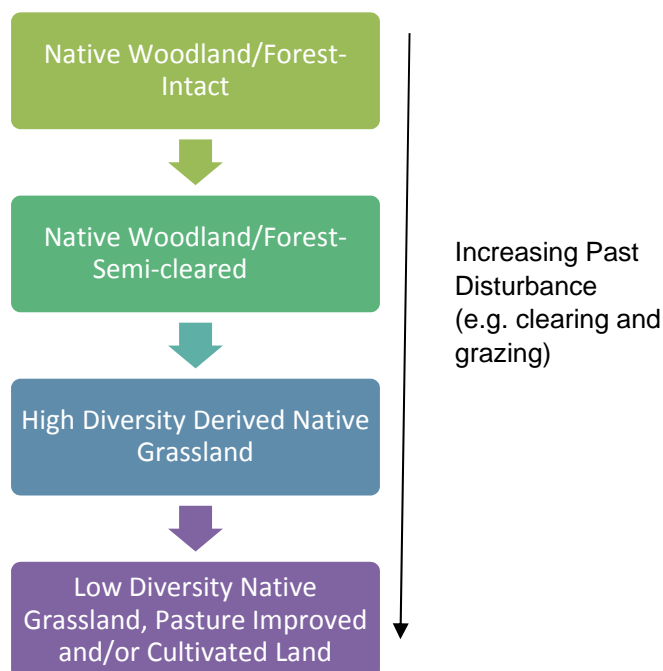 Native Woodland/Forest-
Intact
Native Woodland/Forest-
Semi-cleared
Increasing Past
Disturbance
(e.g. clearing and
grazing)
High Diversity Derived Native
Grassland
Low Diversity Native
Grassland, Pasture Improved
and/or Cultivated Land